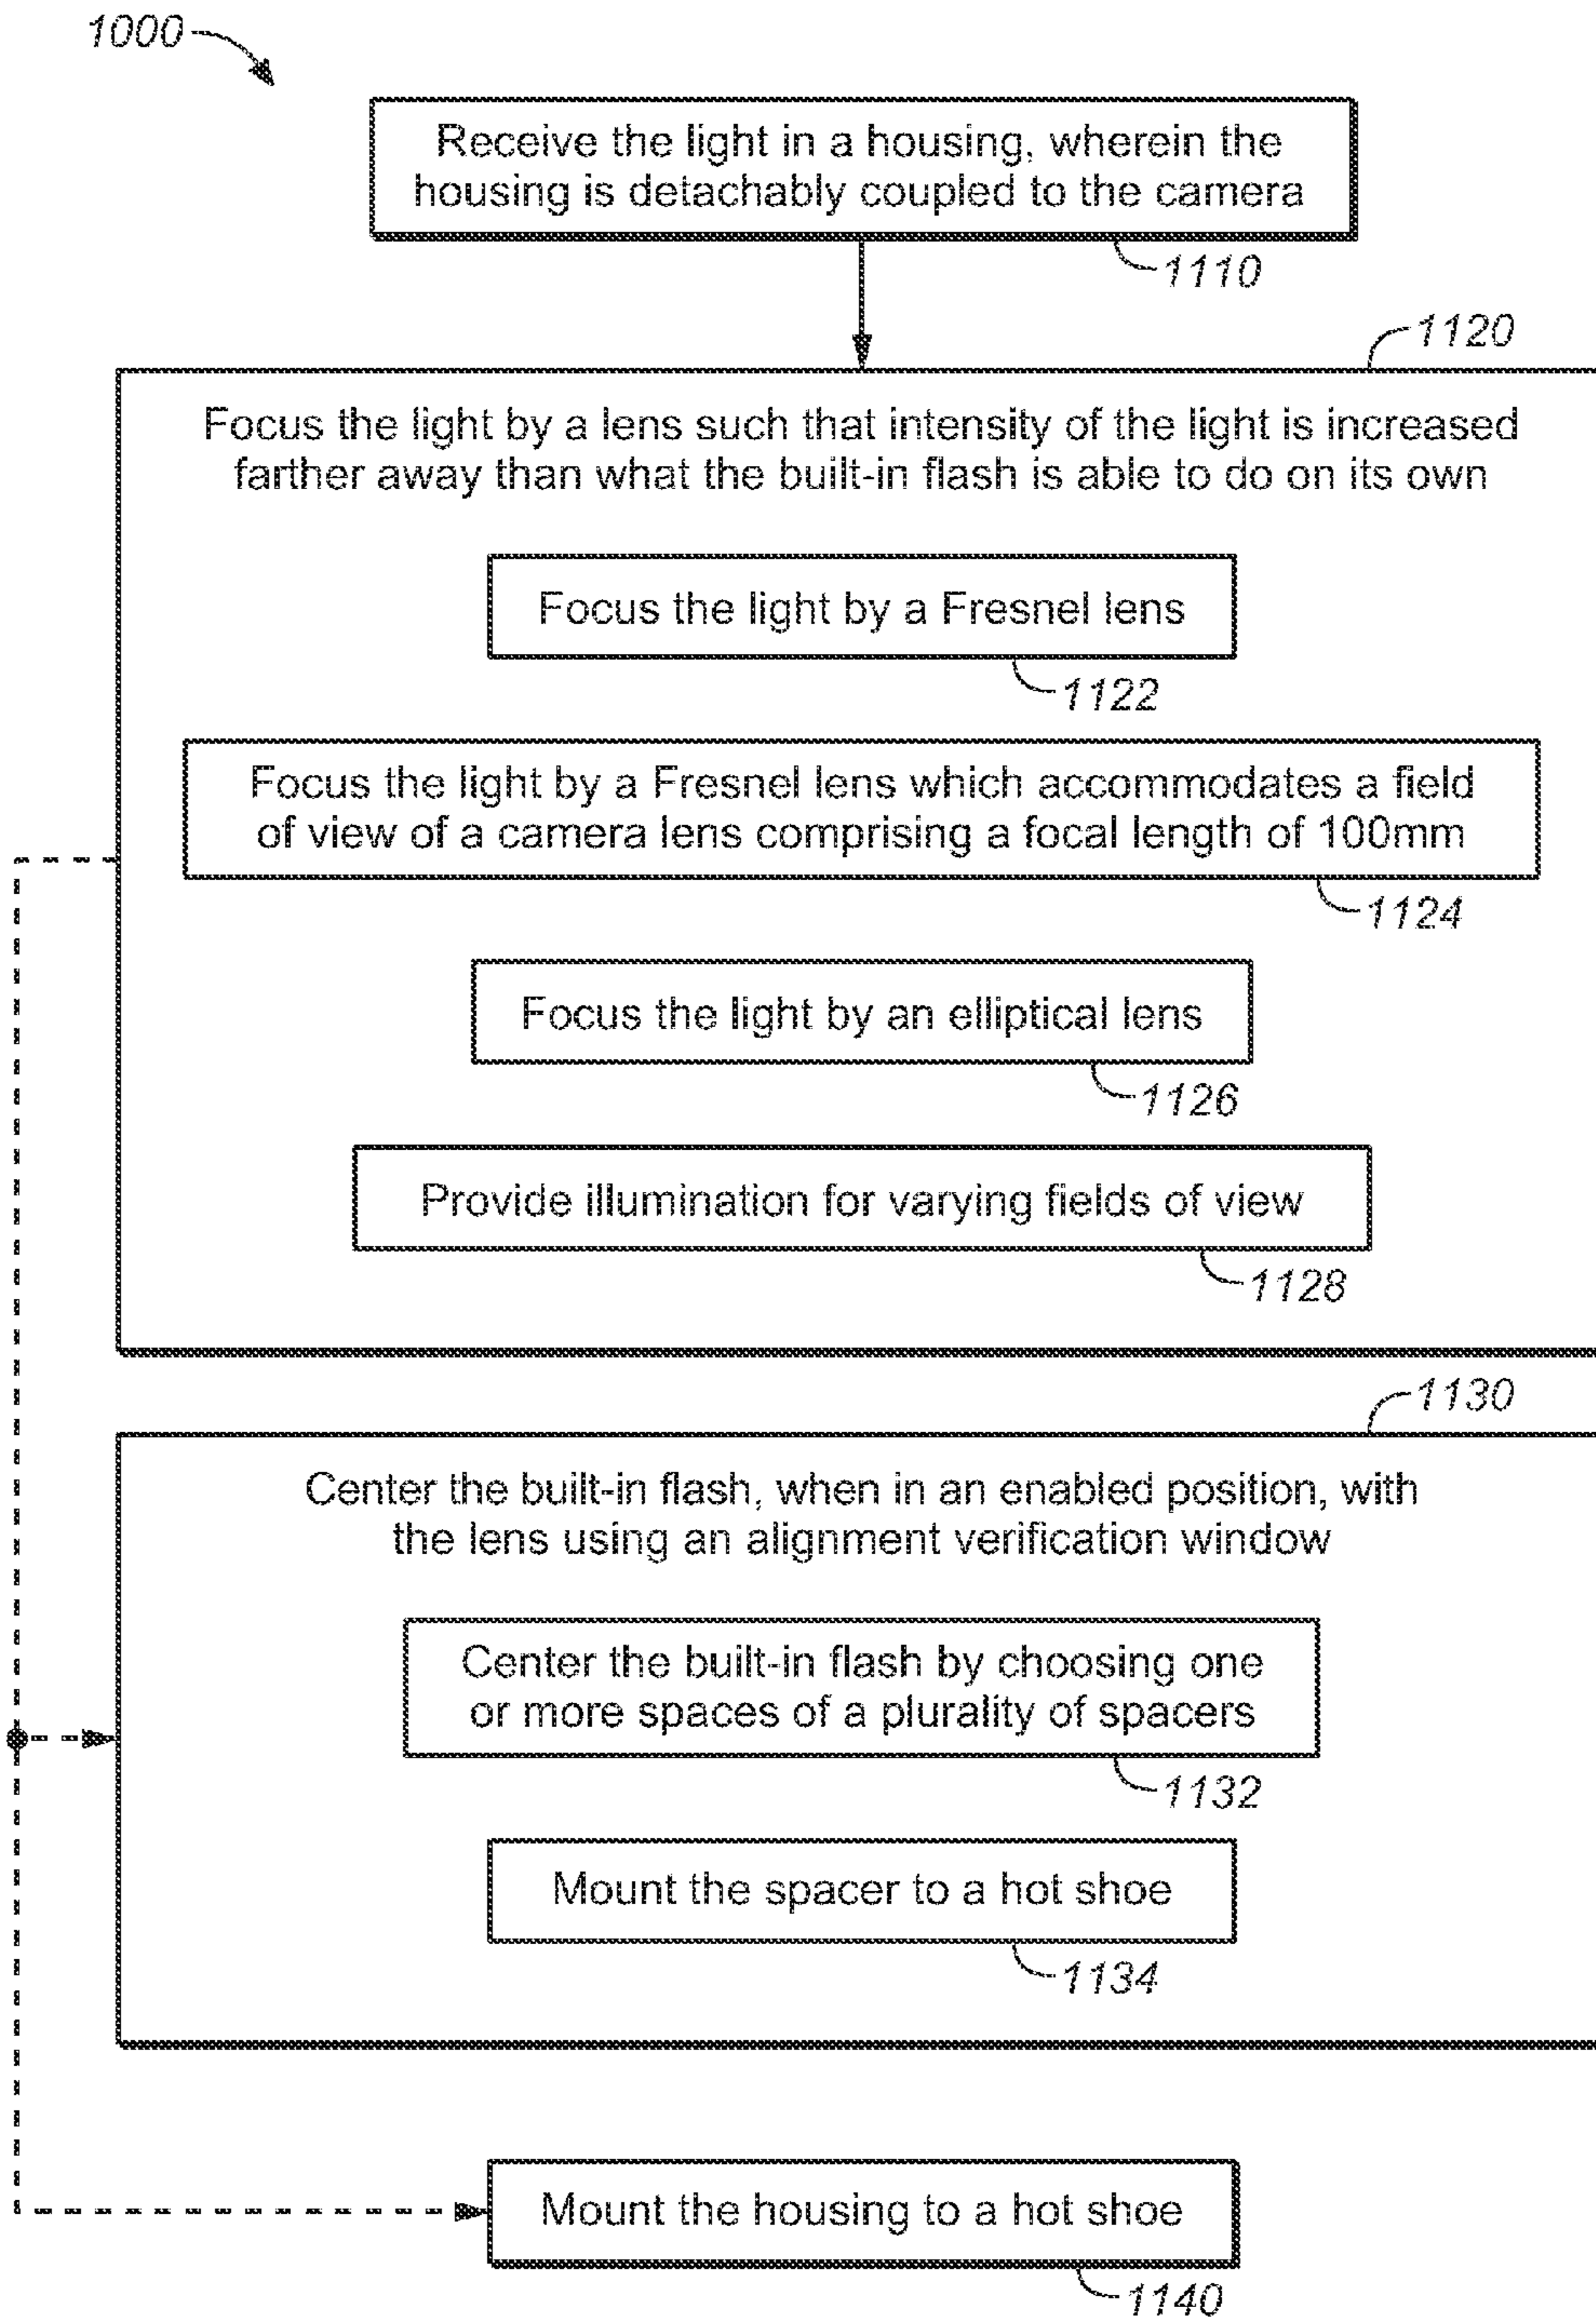 1000
Receive the light in a housing, wherein the
housing is detachably coupled to the camera
1110
1120
Focus the light by a lens such that intensity of the light is increased
farther away than what the built-in flash is able to do on its own
Focus the light by a Fresnel lens
1122
Focus the light by a Fresnel lens which accommodates a field
of view of a camera lens comprising a focal length of 100mm
1124
Focus the light by an elliptical lens
1126
Provide illumination for varying fields of view
1128
1130
Center the built-in flash, when in an enabled position, with
the lens using an alignment verification window
Center the built-in flash by choosing one
or more spaces of a plurality of spacers
1132
Mount the spacer to a hot shoe
1134
Mount the housing to a hot shoe
1140